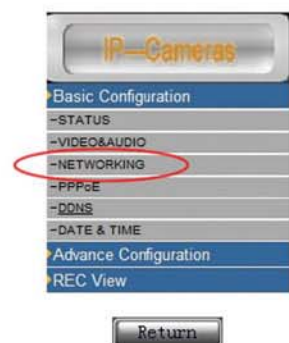 IP—Cameras
Basic Configuration
-STATUS
-VIDEO&AUDIO
-NETWORKING
-PPPoE
-DDNS
-DATE & TIME
Advance Configuration
REC View
Return